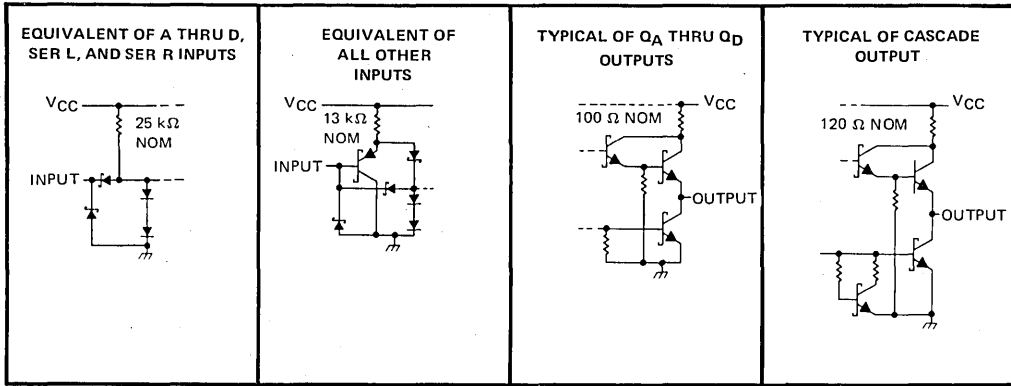 EQUIVALENT OF A THRU D,
SER L, AND SER R INPUTS
VCC
25 kΩ
NOM
INPUT
EQUIVALENT OF
ALL OTHER
INPUTS
VCC
13 kΩ
NOM
INPUT
TYPICAL OF QA THRU QD
OUTPUTS
VCC
100 Ω NOM
OUTPUT
TYPICAL OF CASCADE
OUTPUT
VCC
120 Ω NOM
OUTPUT